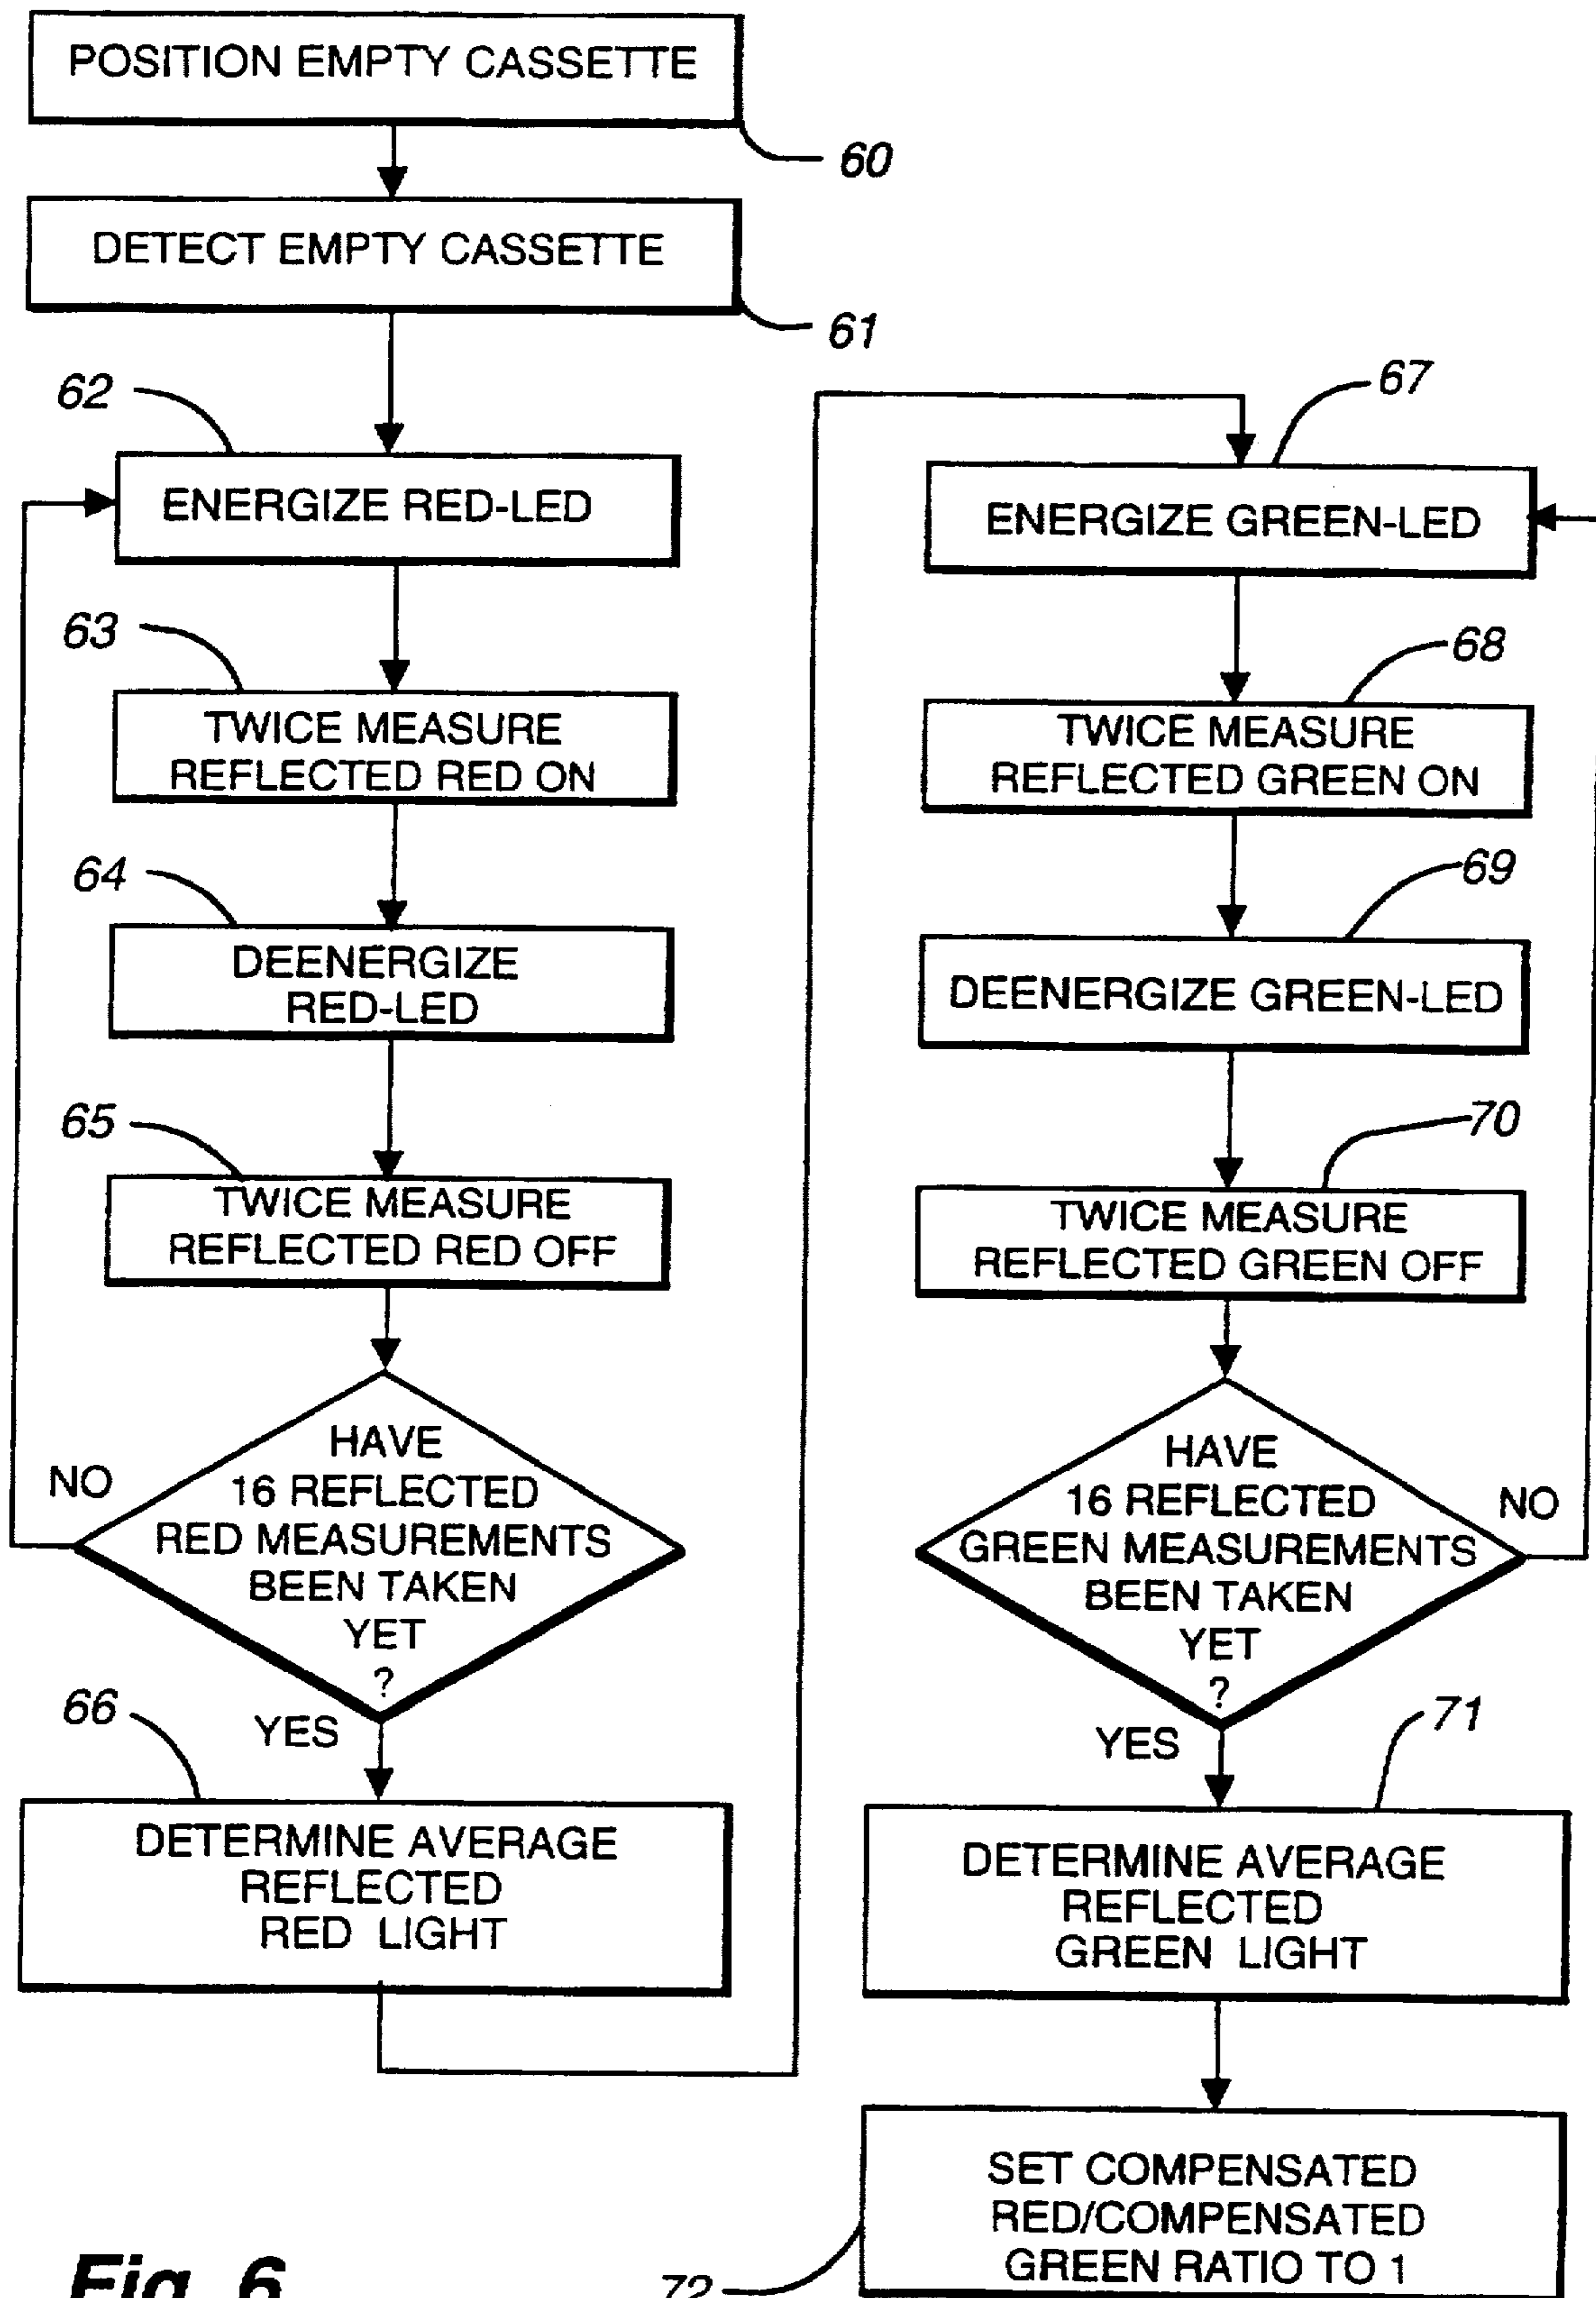 POSITION EMPTY CASSETTE
60
DETECT EMPTY CASSETTE
61
62
ENERGIZE RED-LED
63
TWICE MEASURE
REFLECTED RED ON
64
DEENERGIZE
RED-LED
65
TWICE MEASURE
REFLECTED RED OFF
HAVE
16 REFLECTED
RED MEASUREMENTS
BEEN TAKEN
YET
?
NO
YES
66
DETERMINE AVERAGE
REFLECTED
RED LIGHT
67
ENERGIZE GREEN-LED
68
TWICE MEASURE
REFLECTED GREEN ON
69
DEENERGIZE GREEN-LED
70
TWICE MEASURE
REFLECTED GREEN OFF
HAVE
16 REFLECTED
GREEN MEASUREMENTS
BEEN TAKEN
YET
?
NO
YES
71
DETERMINE AVERAGE
REFLECTED
GREEN LIGHT
SET COMPENSATED
RED/COMPENSATED
GREEN RATIO TO 1
72
Fig. 6